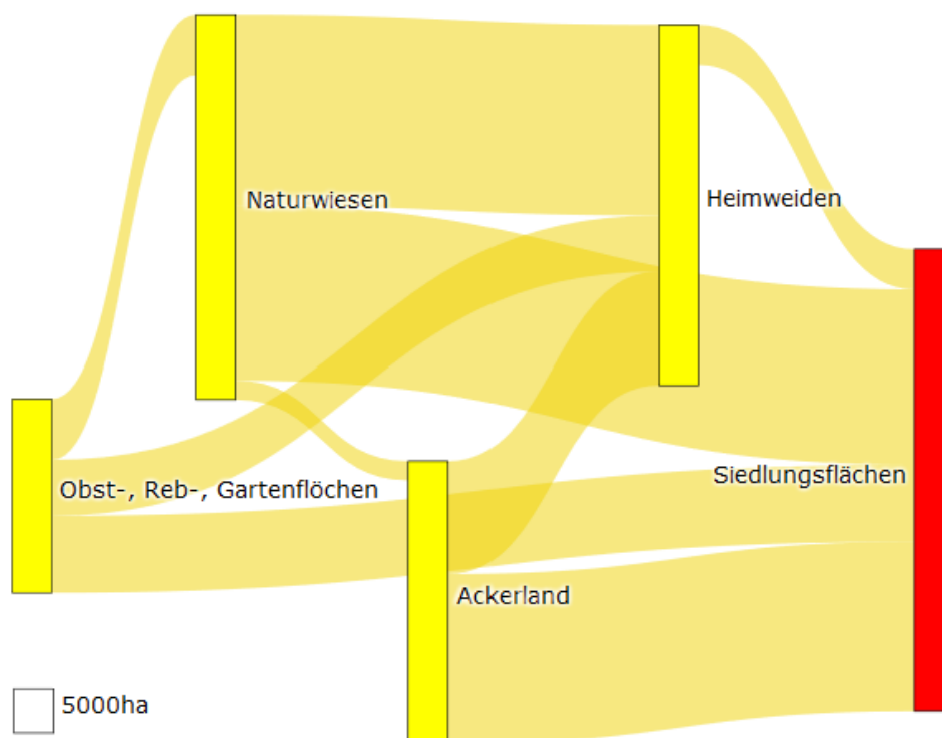 Naturwiesen
Heimweiden
Siedlungsflächen
Obst-, Reb-, Gartenflöchen
Ackerland
5000ha